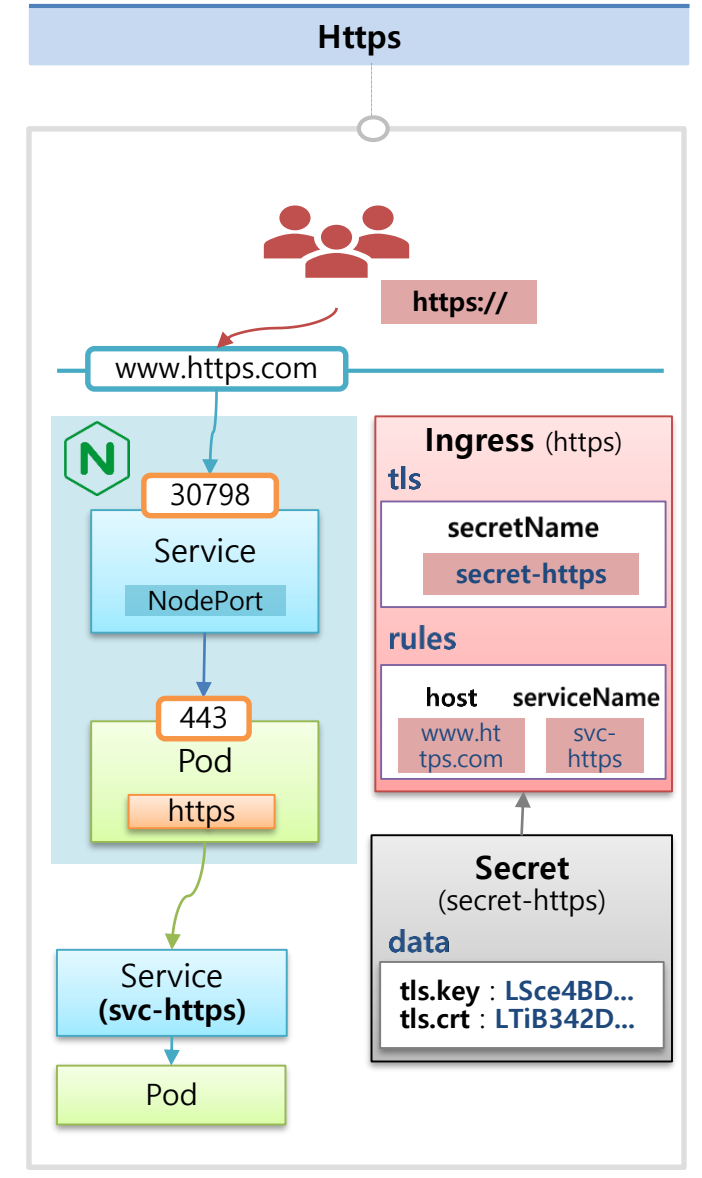 Https
https://
www.https.com
N
30798
Service
NodePort
443
Pod
https
Service
(svc-https)
Pod
Ingress (https)
tls
secretName
secret-https
rules
host serviceName
www.ht
tps.com
svc-
https
Secret
(secret-https)
data
tls.key : LSce4BD...
tls.crt : LTiB342D...